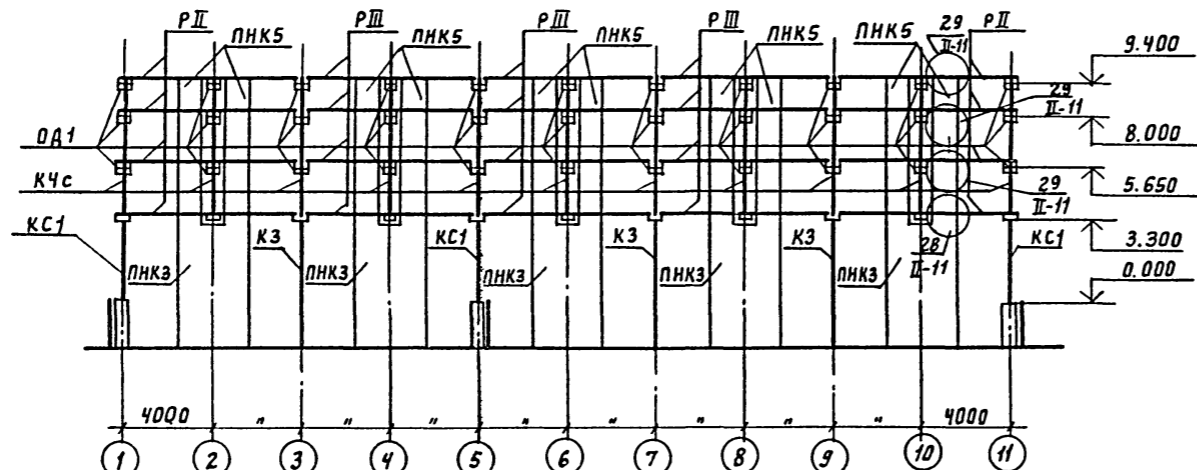 РII РIII РIII РIII 29 РII
ПНК5 ПНК5 ПНК5 ПНК5 ПНК5 II-11
9.400
29
II-11
ОД1
8.000
КЧс
29
II-11
5.650
КС1 К3 КС1 К3 К3 28 КС1
II-11
3.300
ПНК3 ПНК3 ПНК3 ПНК3 ПНК3
0.000
4000 " " " " " " " " 4000
1 2 3 4 5 6 7 8 9 10 11